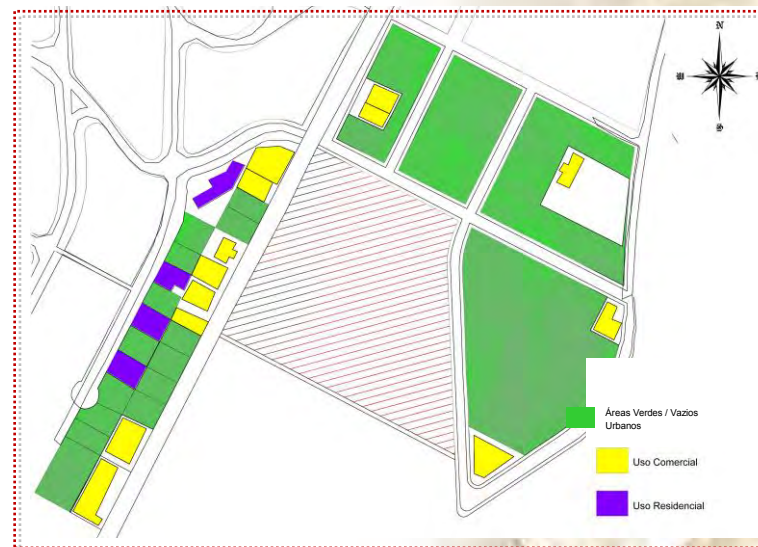 N
Áreas Verdes / Vazios
Urbanos
Uso Comercial
Uso Residencial